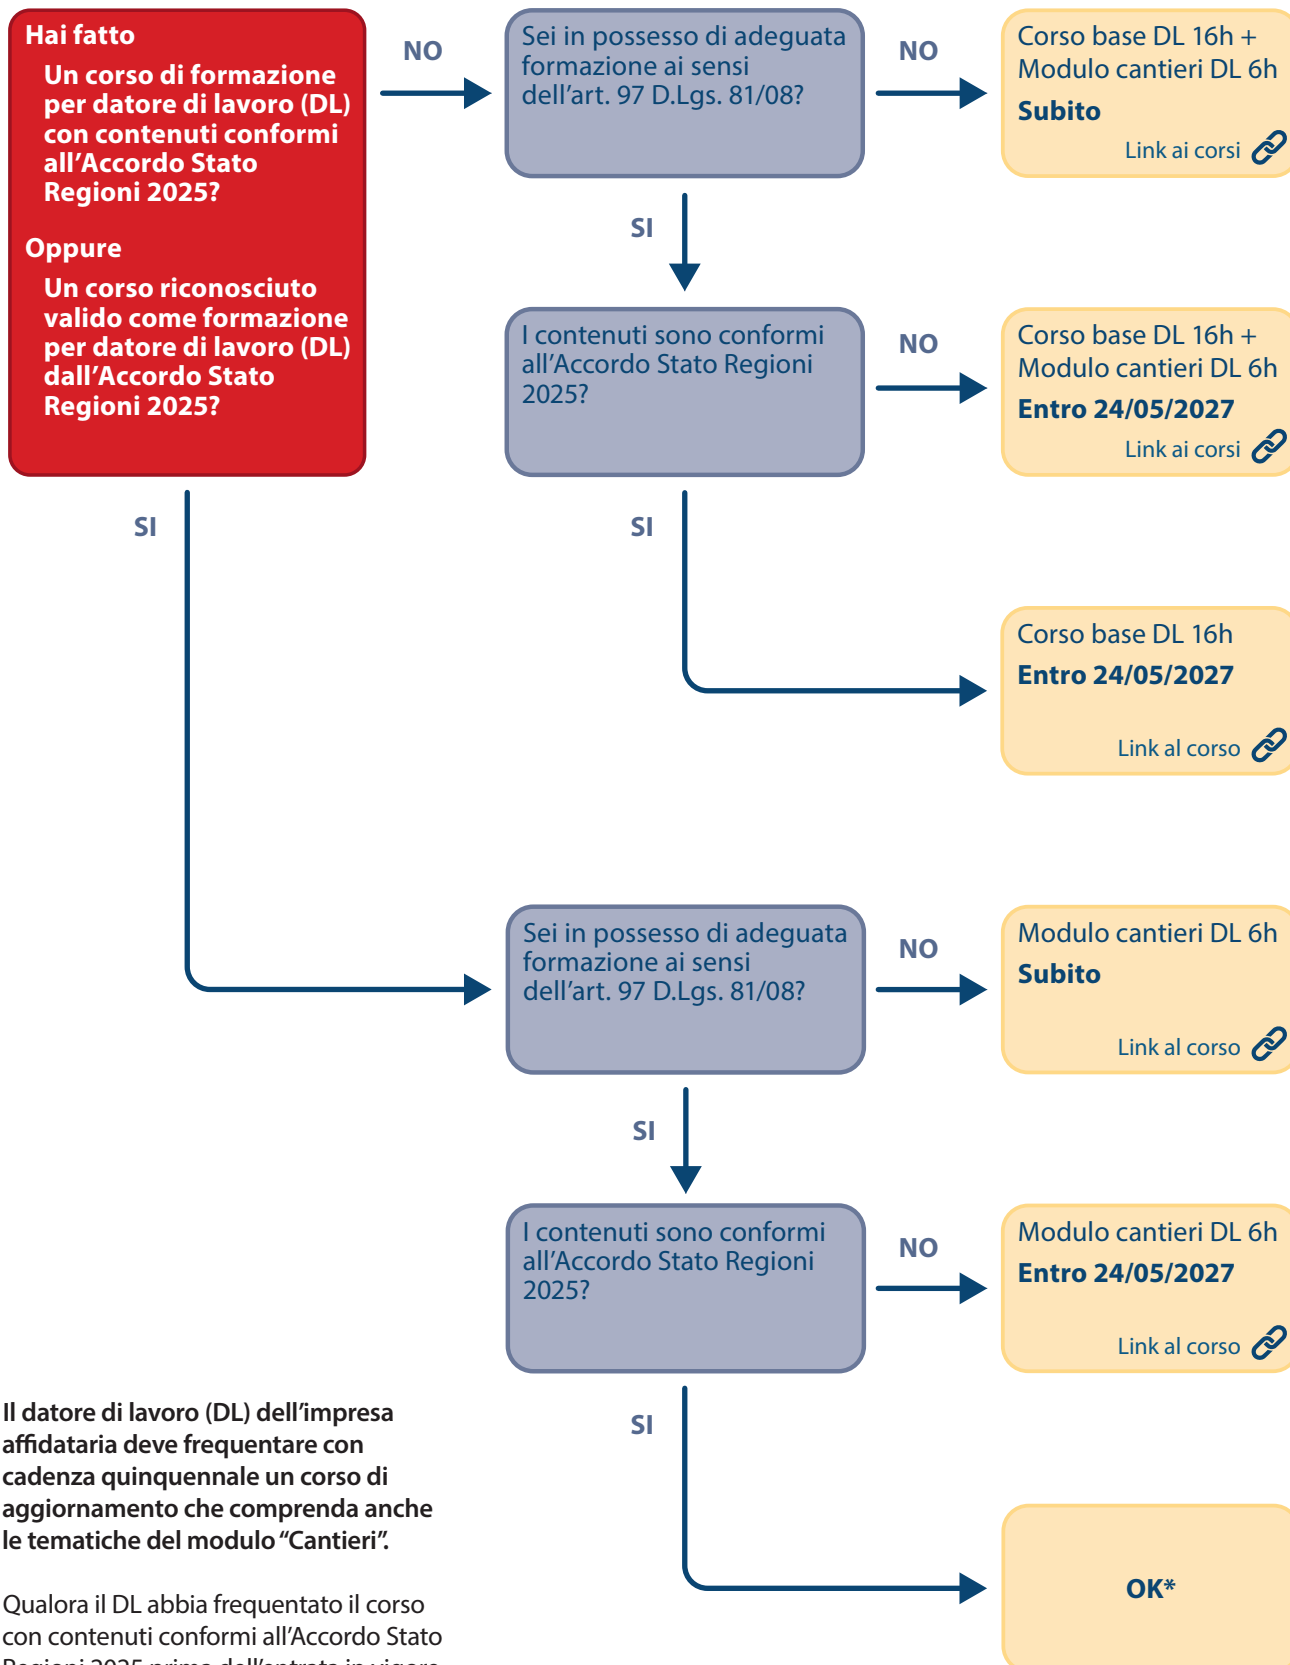 Hai fatto
Un corso di formazione
per datore di lavoro (DL)
con contenuti conformi
all'Accordo Stato
Regioni 2025?
Oppure
Un corso riconosciuto
valido come formazione
per datore di lavoro (DL)
dall'Accordo Stato
Regioni 2025?
NO
Sei in possesso di adeguata
formazione ai sensi
dell'art. 97 D.Lgs. 81/08?
NO
Corso base DL 16h +
Modulo cantieri DL 6h
Subito
Link ai corsi
SI
I contenuti sono conformi
all'Accordo Stato Regioni
2025?
NO
Corso base DL 16h +
Modulo cantieri DL 6h
Entro 24/05/2027
Link ai corsi
SI
SI
Corso base DL 16h
Entro 24/05/2027
Link al corso
Sei in possesso di adeguata
formazione ai sensi
dell'art. 97 D.Lgs. 81/08?
NO
Modulo cantieri DL 6h
Subito
Link al corso
SI
I contenuti sono conformi
all'Accordo Stato Regioni
2025?
NO
Modulo cantieri DL 6h
Entro 24/05/2027
Link al corso
SI
OK*
Il datore di lavoro (DL) dell'impresa
affidataria deve frequentare con
cadenza quinquennale un corso di
aggiornamento che comprenda anche
le tematiche del modulo "Cantieri".
Qualora il DL abbia frequentato il corso
con contenuti conformi all'Accordo Stato
Regioni 2025 prima dell'entrata in vigore